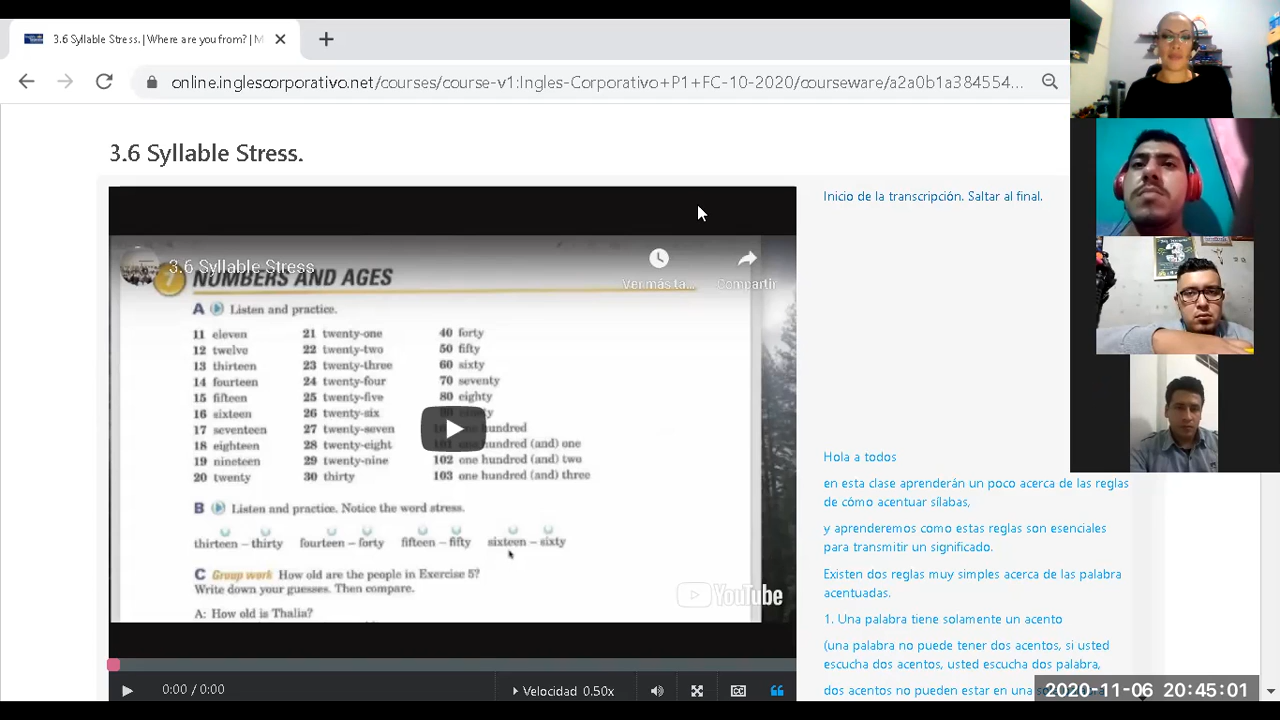 3.6 Syllable Stress. | Where are you from? | M
online.inglescorporativo.net/courses/course-v1:Ingles-Corporativo+P1+FC-10-2020/courseware/a2a0b1a384554...
3.6 Syllable Stress.
Inicio de la transcripción. Saltar al final.
3.6 Syllable Stress
Ver más ta...
Compartir
7 NUMBERS AND AGES
A Listen and practice.
11 eleven 21 twenty-one 40 forty
12 twelve 22 twenty-two 50 fifty
13 thirteen 23 twenty-three 60 sixty
14 fourteen 24 twenty-four 70 seventy
15 fifteen 25 twenty-five 80 eighty
16 sixteen 26 twenty-six
17 seventeen 27 twenty-seven hundred
18 eighteen 28 twenty-eight hundred (and) one
19 nineteen 29 twenty-nine 102 one hundred (and) two
20 twenty 30 thirty 103 one hundred (and) three
B Listen and practice. Notice the word stress.
thirteen – thirty fourteen – forty fifteen – fifty sixteen – sixty
C Group work How old are the people in Exercise 5?
Write down your guesses. Then compare.
A: How old is Thalia?
YouTube
0:00 / 0:00
Velocidad 0.50x
Hola a todos
en esta clase aprenderán un poco acerca de las reglas
de cómo acentuar sílabas,
y aprenderemos como estas reglas son esenciales
para transmitir un significado.
Existen dos reglas muy simples acerca de las palabra
acentuadas.
1. Una palabra tiene solamente un acento
(una palabra no puede tener dos acentos, si usted
escucha dos acentos, usted escucha dos palabra,
dos acentos no pueden estar en una
2020-11-06 20:45:01